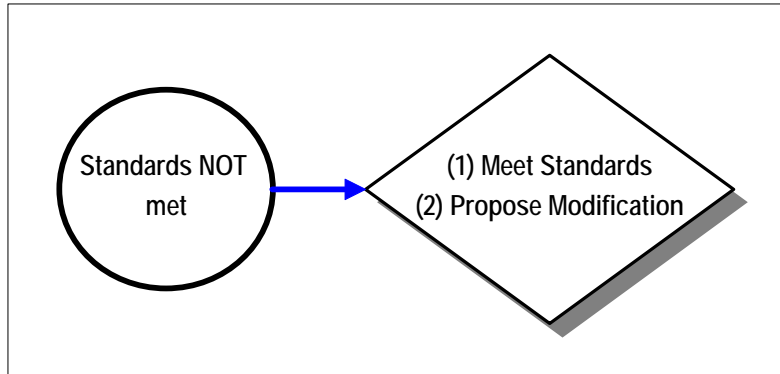 Standards NOT
met
(1) Meet Standards
(2) Propose Modification